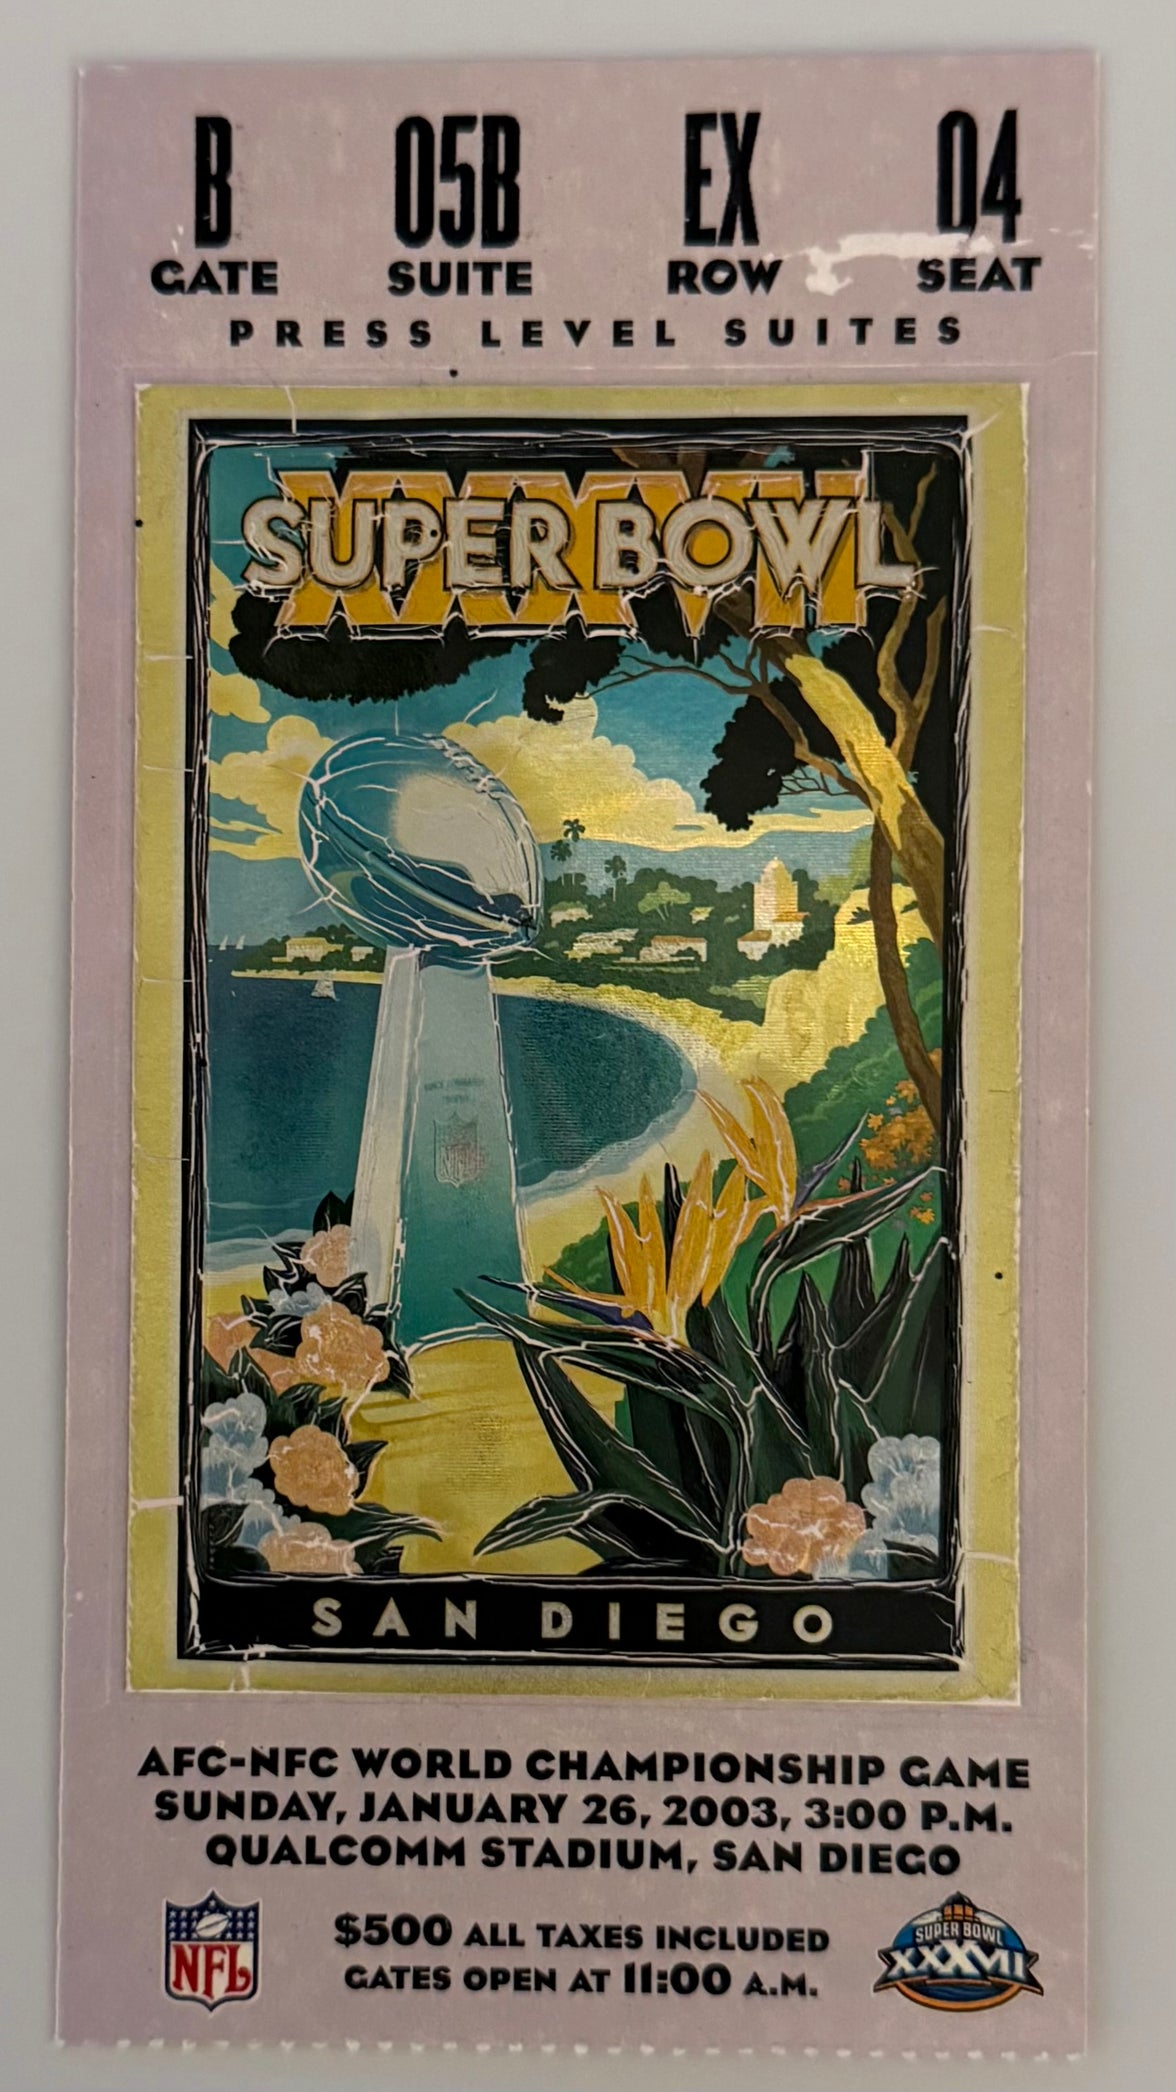 B 05B EX 04
GATE SUITE ROW SEAT
PRESS LEVEL SUITES
XXXVII
SUPER BOWL
NFL
SAN DIEGO
AFC-NFC WORLD CHAMPIONSHIP GAME
SUNDAY, JANUARY 26, 2003, 3:00 P.M.
QUALCOMM STADIUM, SAN DIEGO
$500 ALL TAXES INCLUDED
GATES OPEN AT 11:00 A.M.
NFL
SUPER BOWL
XXXVII